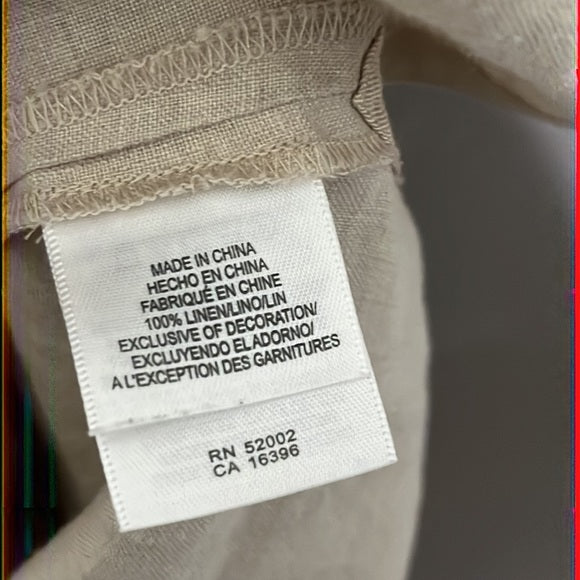 MADE IN CHINA
HECHO EN CHINA
FABRIQUÉ EN CHINE
100% LINEN/LINO/LIN
EXCLUSIVE OF DECORATION/
EXCLUYENDO EL ADORNO/
A L'EXCEPTION DES GARNITURES
RN 52002
CA 16396